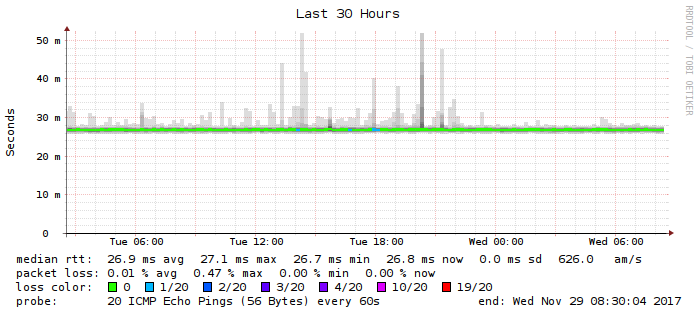 Last 30 Hours
RRDTOOL / TOBI OETIKER
Seconds
50 m
40 m
30 m
20 m
10 m
0
Tue 06:00 Tue 12:00 Tue 18:00 Wed 00:00 Wed 06:00
median rtt: 26.9 ms avg 27.1 ms max 26.7 ms min 26.8 ms now 0.0 ms sd 626.0 am/s
packet loss: 0.01 % avg 0.47 % max 0.00 % min 0.00 % now
loss color: 0 1/20 2/20 3/20 4/20 10/20 19/20
probe: 20 ICMP Echo Pings (56 Bytes) every 60s end: Wed Nov 29 08:30:04 2017